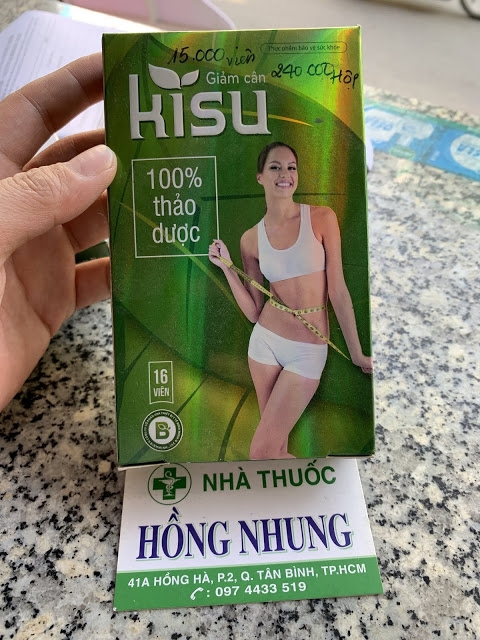 15.000 viên
Thực phẩm bảo vệ sức khỏe
240 000 Hộp
Giảm cân
kisu
100%
thảo
dược
16
VIÊN
NHÀ THUỐC
HỒNG NHUNG
41A HỒNG HÀ, P.2, Q. TÂN BÌNH, TP.HCM
: 097 4433 519